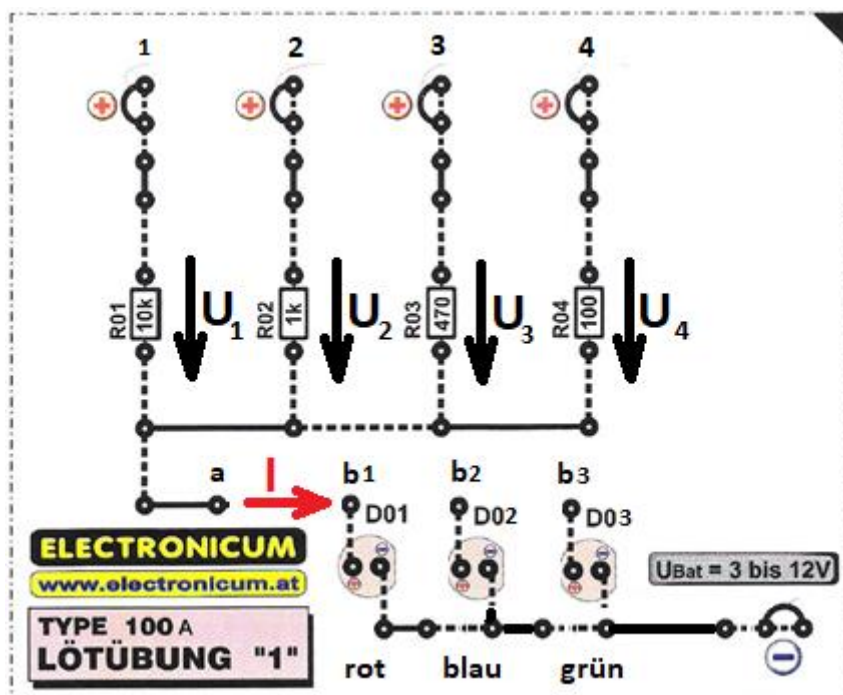 1 2 3 4
+ + + +
R01 10k U1 R02 1k U2 R03 470 U3 R04 100 U4
a I b1 b2 b3
D01 D02 D03
ELECTRONICUM
www.electronicum.at
UBat = 3 bis 12V
TYPE 100 A
LÖTÜBUNG "1"
rot blau grün